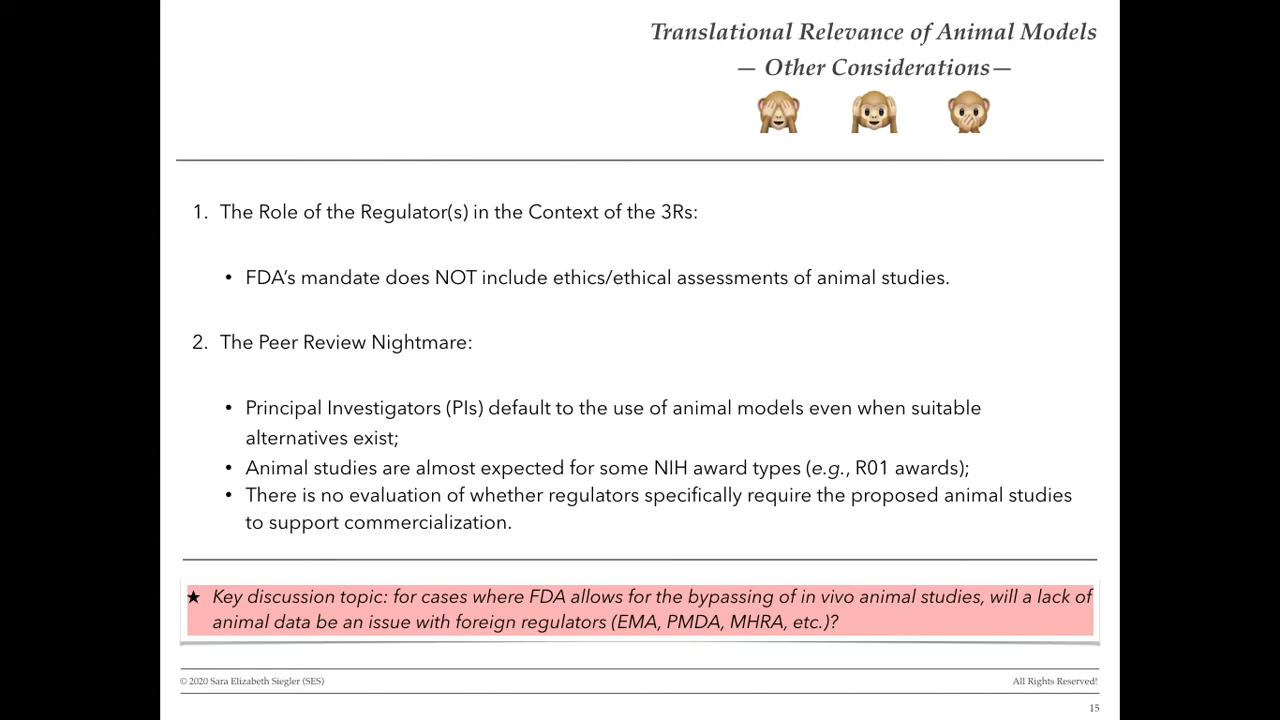 Translational Relevance of Animal Models
— Other Considerations—
1. The Role of the Regulator(s) in the Context of the 3Rs:
• FDA’s mandate does NOT include ethics/ethical assessments of animal studies.
2. The Peer Review Nightmare:
• Principal Investigators (PIs) default to the use of animal models even when suitable
alternatives exist;
• Animal studies are almost expected for some NIH award types (e.g., R01 awards);
• There is no evaluation of whether regulators specifically require the proposed animal studies
to support commercialization.
★ Key discussion topic: for cases where FDA allows for the bypassing of in vivo animal studies, will a lack of
animal data be an issue with foreign regulators (EMA, PMDA, MHRA, etc.)?
© 2020 Sara Elizabeth Siegler (SES)
All Rights Reserved!
15